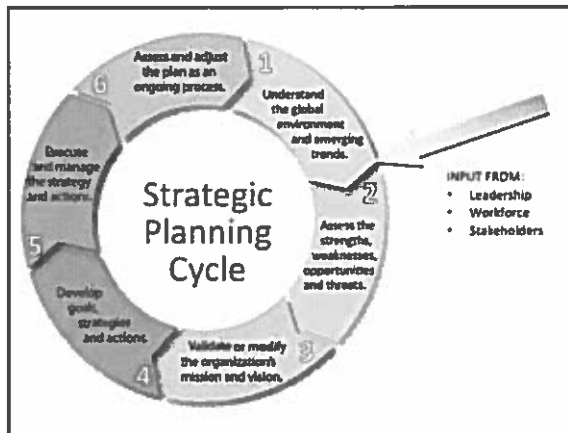 Strategic
Planning
Cycle
1
Understand
the global
environment
and emerging
trends.
2
Assess the
strengths,
weaknesses,
opportunities
and threats.
3
Validate or modify
the organization's
mission and vision.
4
Develop
goals,
strategies
and actions.
5
Execute
and manage
the strategy
and actions.
6
Assess and adjust
the plan as an
ongoing process.
INPUT FROM:
• Leadership
• Workforce
• Stakeholders